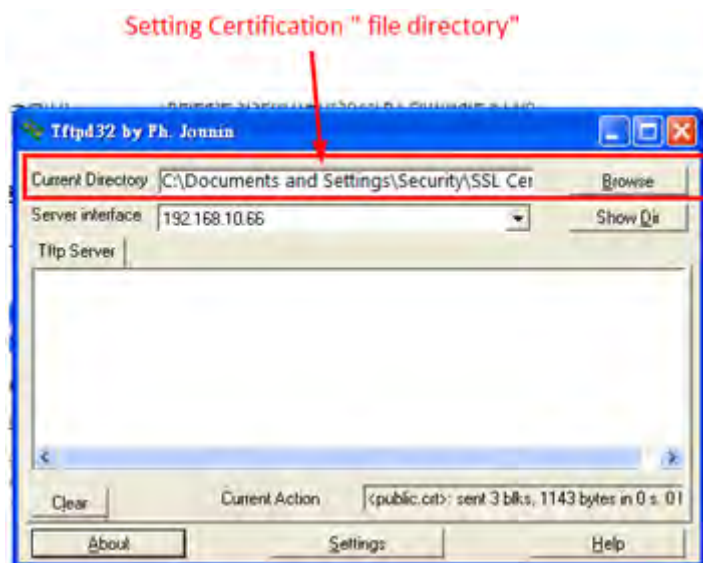 Setting Certification " file directory"
Tftpd32 by Ph. Jounin
Current Directory C:\Documents and Settings\Security\SSL Cer Browse
Server interface 192.168.10.66 Show Dir
Tftp Server
Clear Current Action <public.crt>: sent 3 blks, 1143 bytes in 0 s. 0 l
About Settings Help